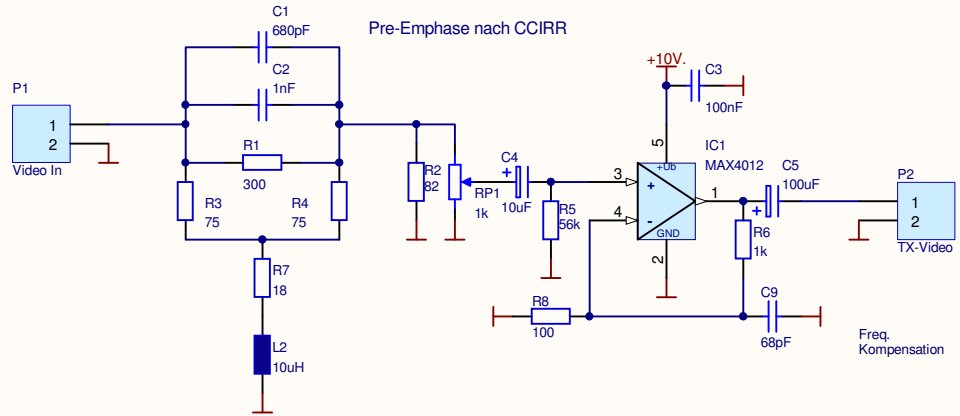 Pre-Emphase nach CCIRR
C1
680pF
C2
1nF
P1
1
2
Video In
R1
300
R3
75
R4
75
R7
18
L2
10uH
R2
82
RP1
1k
C4
+
10uF
R5
56k
+10V.
C3
100nF
IC1
MAX4012
5
+Ub
3
+
4
-
GND
2
1
C5
100uF
+
R6
1k
R8
100
C9
68pF
P2
1
2
TX-Video
Freq.
Kompensation